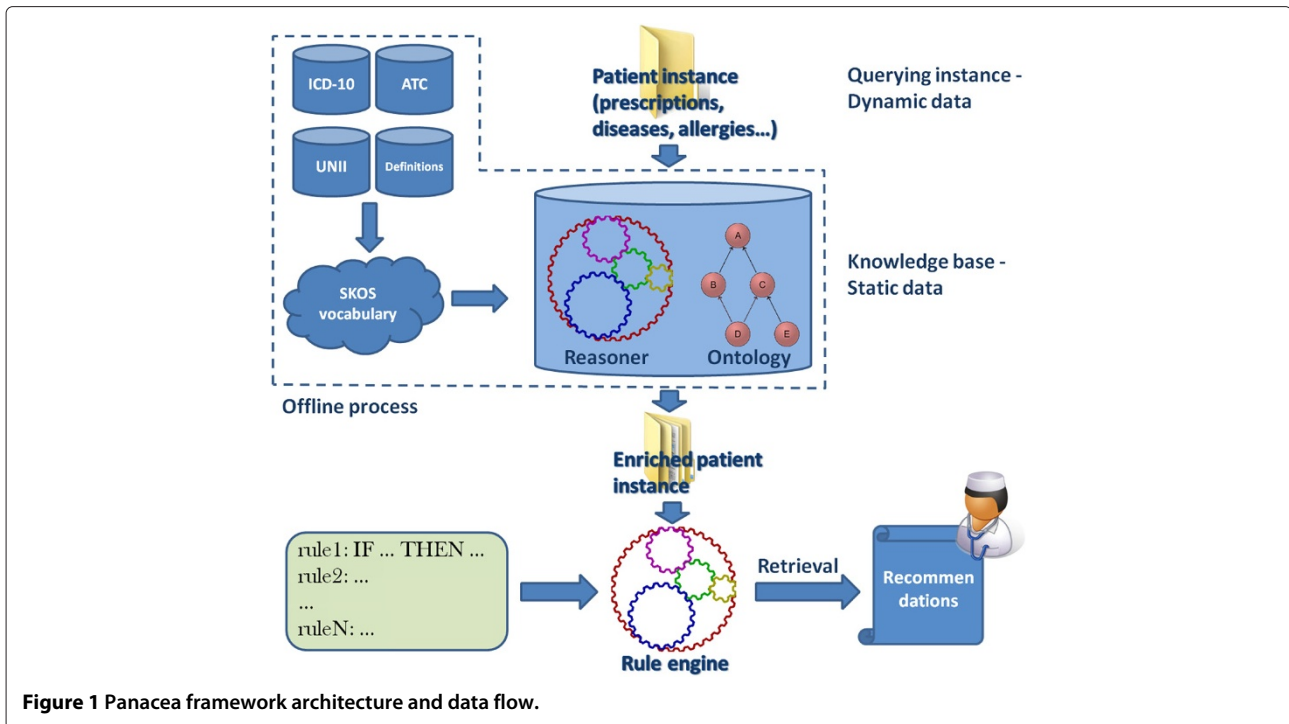 ICD-10
ATC
UNII
Definitions
SKOS
vocabulary
Patient instance
(prescriptions,
diseases, allergies...)
Querying instance -
Dynamic data
A
B
C
D
E
Reasoner
Ontology
Knowledge base -
Static data
Offline process
Enriched patient
instance
rule1: IF ... THEN ...
rule2: ...
...
ruleN: ...
Rule engine
Retrieval
Recommen
dations
Figure 1 Panacea framework architecture and data flow.